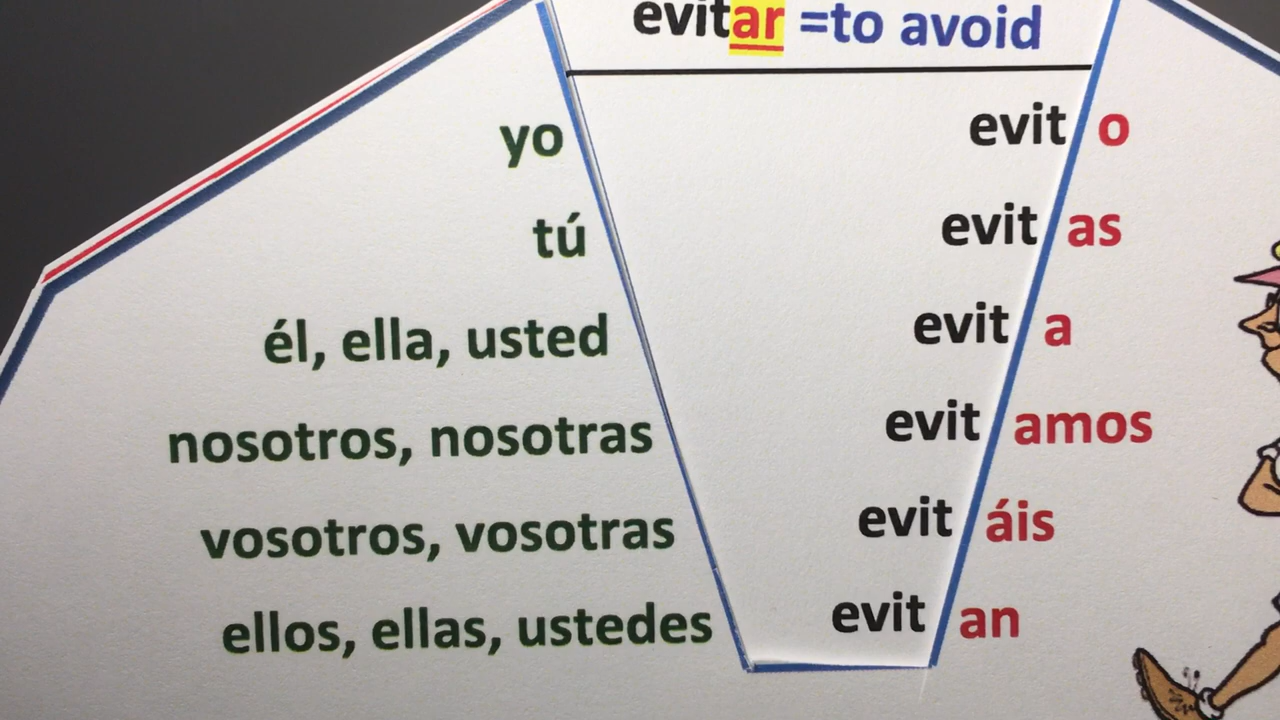 evitar =to avoid
yo evit o
tú evit as
él, ella, usted evit a
nosotros, nosotras evit amos
vosotros, vosotras evit áis
ellos, ellas, ustedes evit an